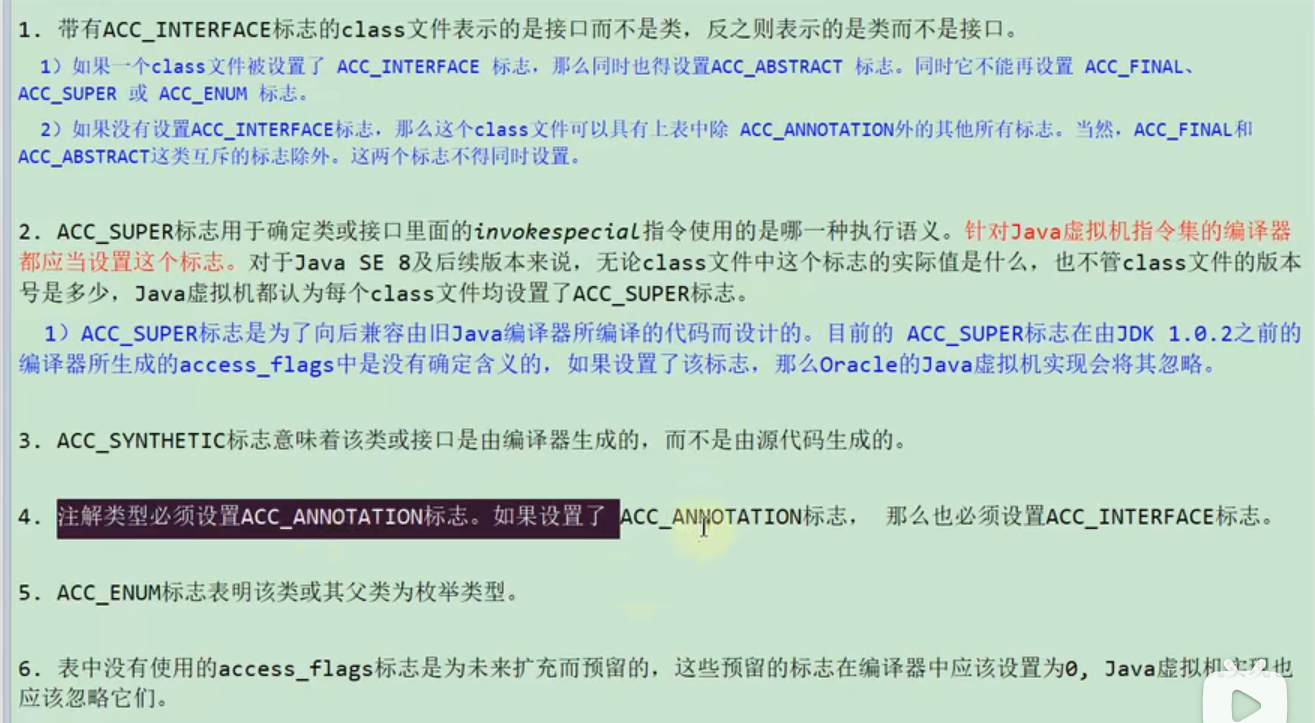 1. 带有ACC_INTERFACE标志的class文件表示的是接口而不是类，反之则表示的是类而不是接口。
1）如果一个class文件被设置了 ACC_INTERFACE 标志，那么同时也得设置ACC_ABSTRACT 标志。同时它不能再设置 ACC_FINAL、
ACC_SUPER 或 ACC_ENUM 标志。
2）如果没有设置ACC_INTERFACE标志，那么这个class文件可以具有上表中除 ACC_ANNOTATION外的其他所有标志。当然，ACC_FINAL和
ACC_ABSTRACT这类互斥的标志除外。这两个标志不得同时设置。
2. ACC_SUPER标志用于确定类或接口里面的invokespecial指令使用的是哪一种执行语义。针对Java虚拟机指令集的编译器
都应当设置这个标志。对于Java SE 8及后续版本来说，无论class文件中这个标志的实际值是什么，也不管class文件的版本
号是多少，Java虚拟机都认为每个class文件均设置了ACC_SUPER标志。
1）ACC_SUPER标志是为了向后兼容由旧Java编译器所编译的代码而设计的。目前的 ACC_SUPER标志在由JDK 1.0.2之前的
编译器所生成的access_flags中是没有确定含义的，如果设置了该标志，那么Oracle的Java虚拟机实现会将其忽略。
3. ACC_SYNTHETIC标志意味着该类或接口是由编译器生成的，而不是由源代码生成的。
4. 注解类型必须设置ACC_ANNOTATION标志。如果设置了 ACC_ANNOTATION标志， 那么也必须设置ACC_INTERFACE标志。
5. ACC_ENUM标志表明该类或其父类为枚举类型。
6. 表中没有使用的access_flags标志是为未来扩充而预留的，这些预留的标志在编译器中应该设置为0, Java虚拟机实现也
应该忽略它们。